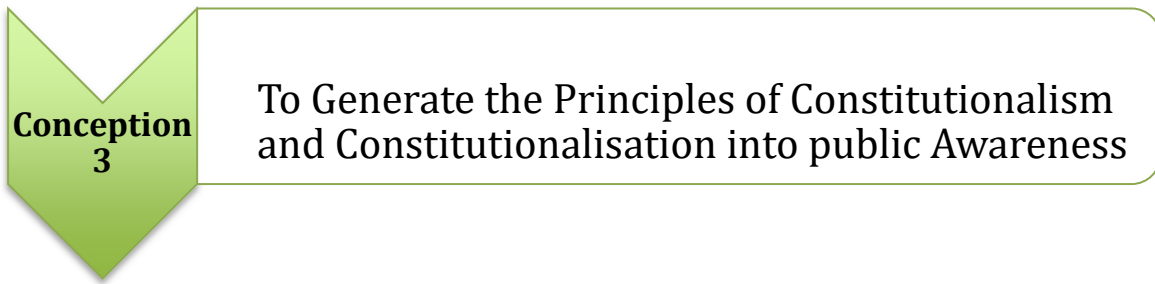 Conception
3
To Generate the Principles of Constitutionalism
and Constitutionalisation into public Awareness